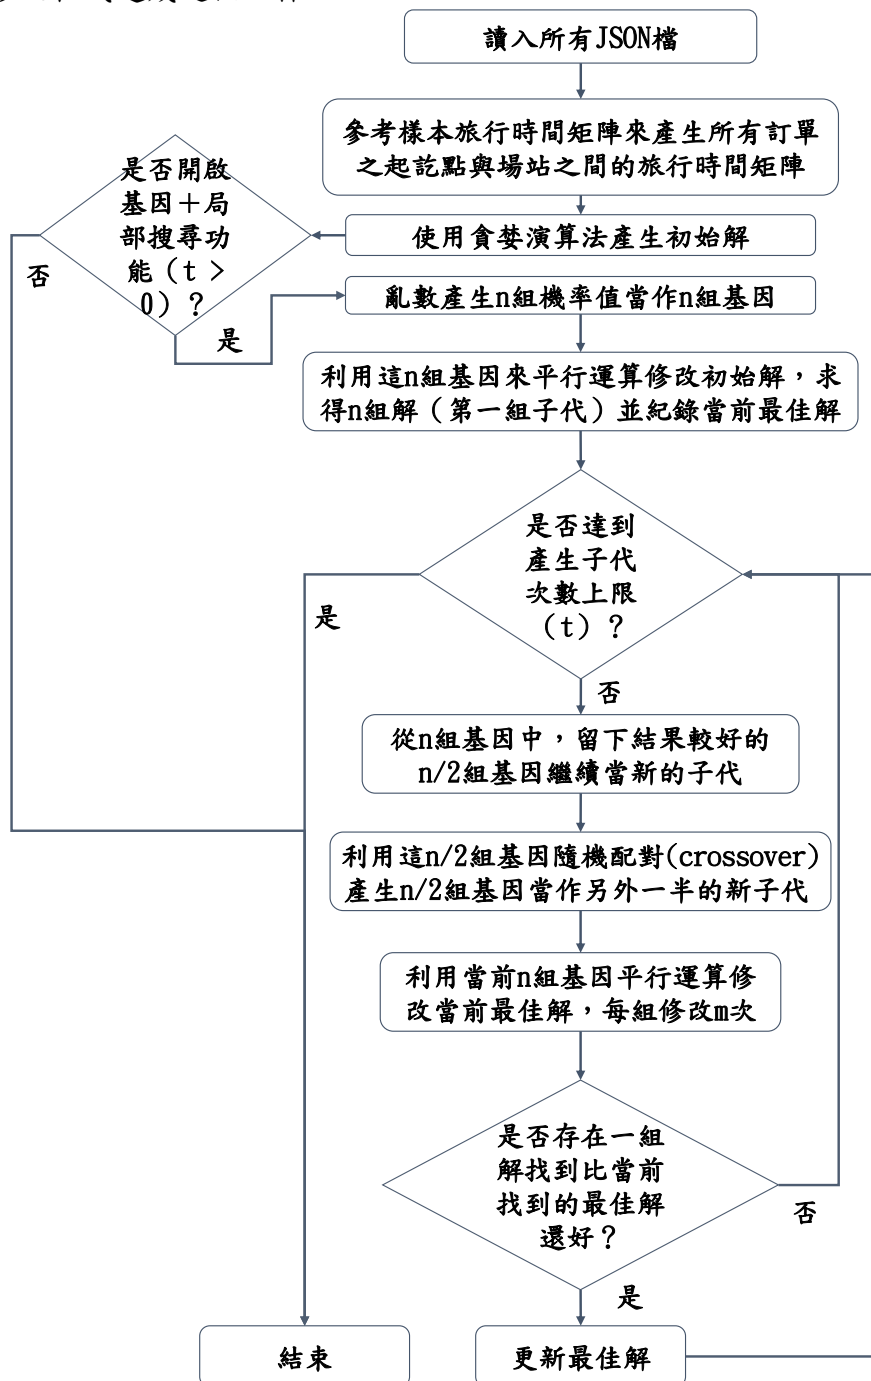 讀入所有JSON檔
參考樣本旅行時間矩陣來產生所有訂單
之起訖點與場站之間的旅行時間矩陣
使用貪婪演算法產生初始解
是否開啟
基因＋局
部搜尋功
能（t >
0）？
否
是
亂數產生n組機率值當作n組基因
利用這n組基因來平行運算修改初始解，求
得n組解（第一組子代）並紀錄當前最佳解
是否達到
產生子代
次數上限
(t)？
是
否
從n組基因中，留下結果較好的
n/2組基因繼續當新的子代
利用這n/2組基因隨機配對(crossover)
產生n/2組基因當作另外一半的新子代
利用當前n組基因平行運算修
改當前最佳解，每組修改m次
是否存在一組
解找到比當前
找到的最佳解
還好？
否
是
結束
更新最佳解